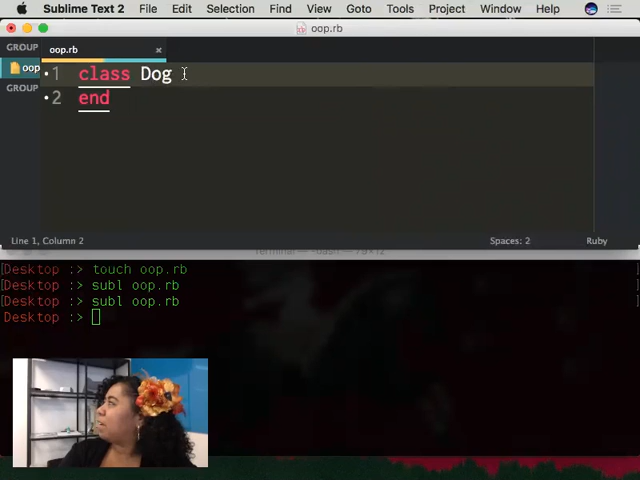 Sublime Text 2 File Edit Selection Find View Goto Tools Project Window Help
oop.rb
GROUP
oop.rb ×
oop
1 class Dog
GROUP
2 end
Line 1, Column 2 Spaces: 2 Ruby
[Desktop :> touch oop.rb
[Desktop :> subl oop.rb
[Desktop :> subl oop.rb
Desktop :>